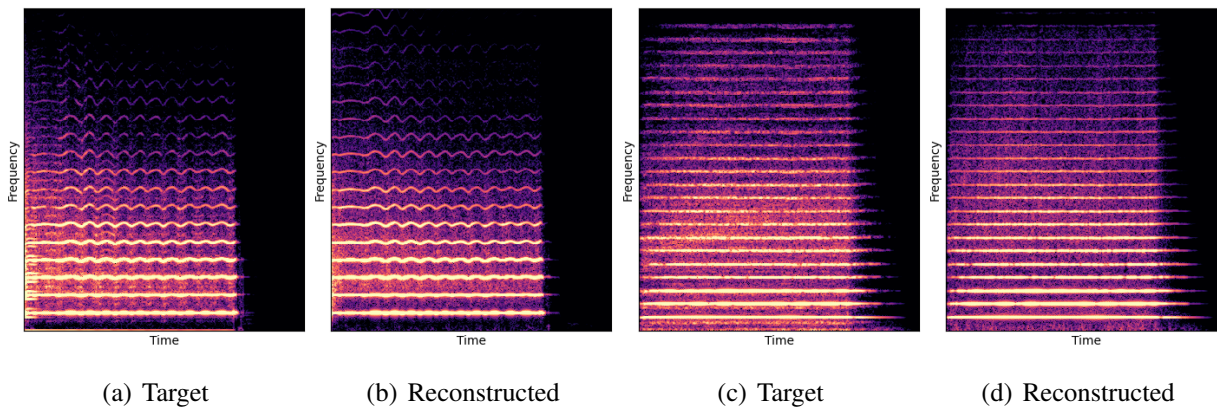 Frequency
Time
Frequency
Time
Frequency
Time
Frequency
Time
(a) Target
(b) Reconstructed
(c) Target
(d) Reconstructed